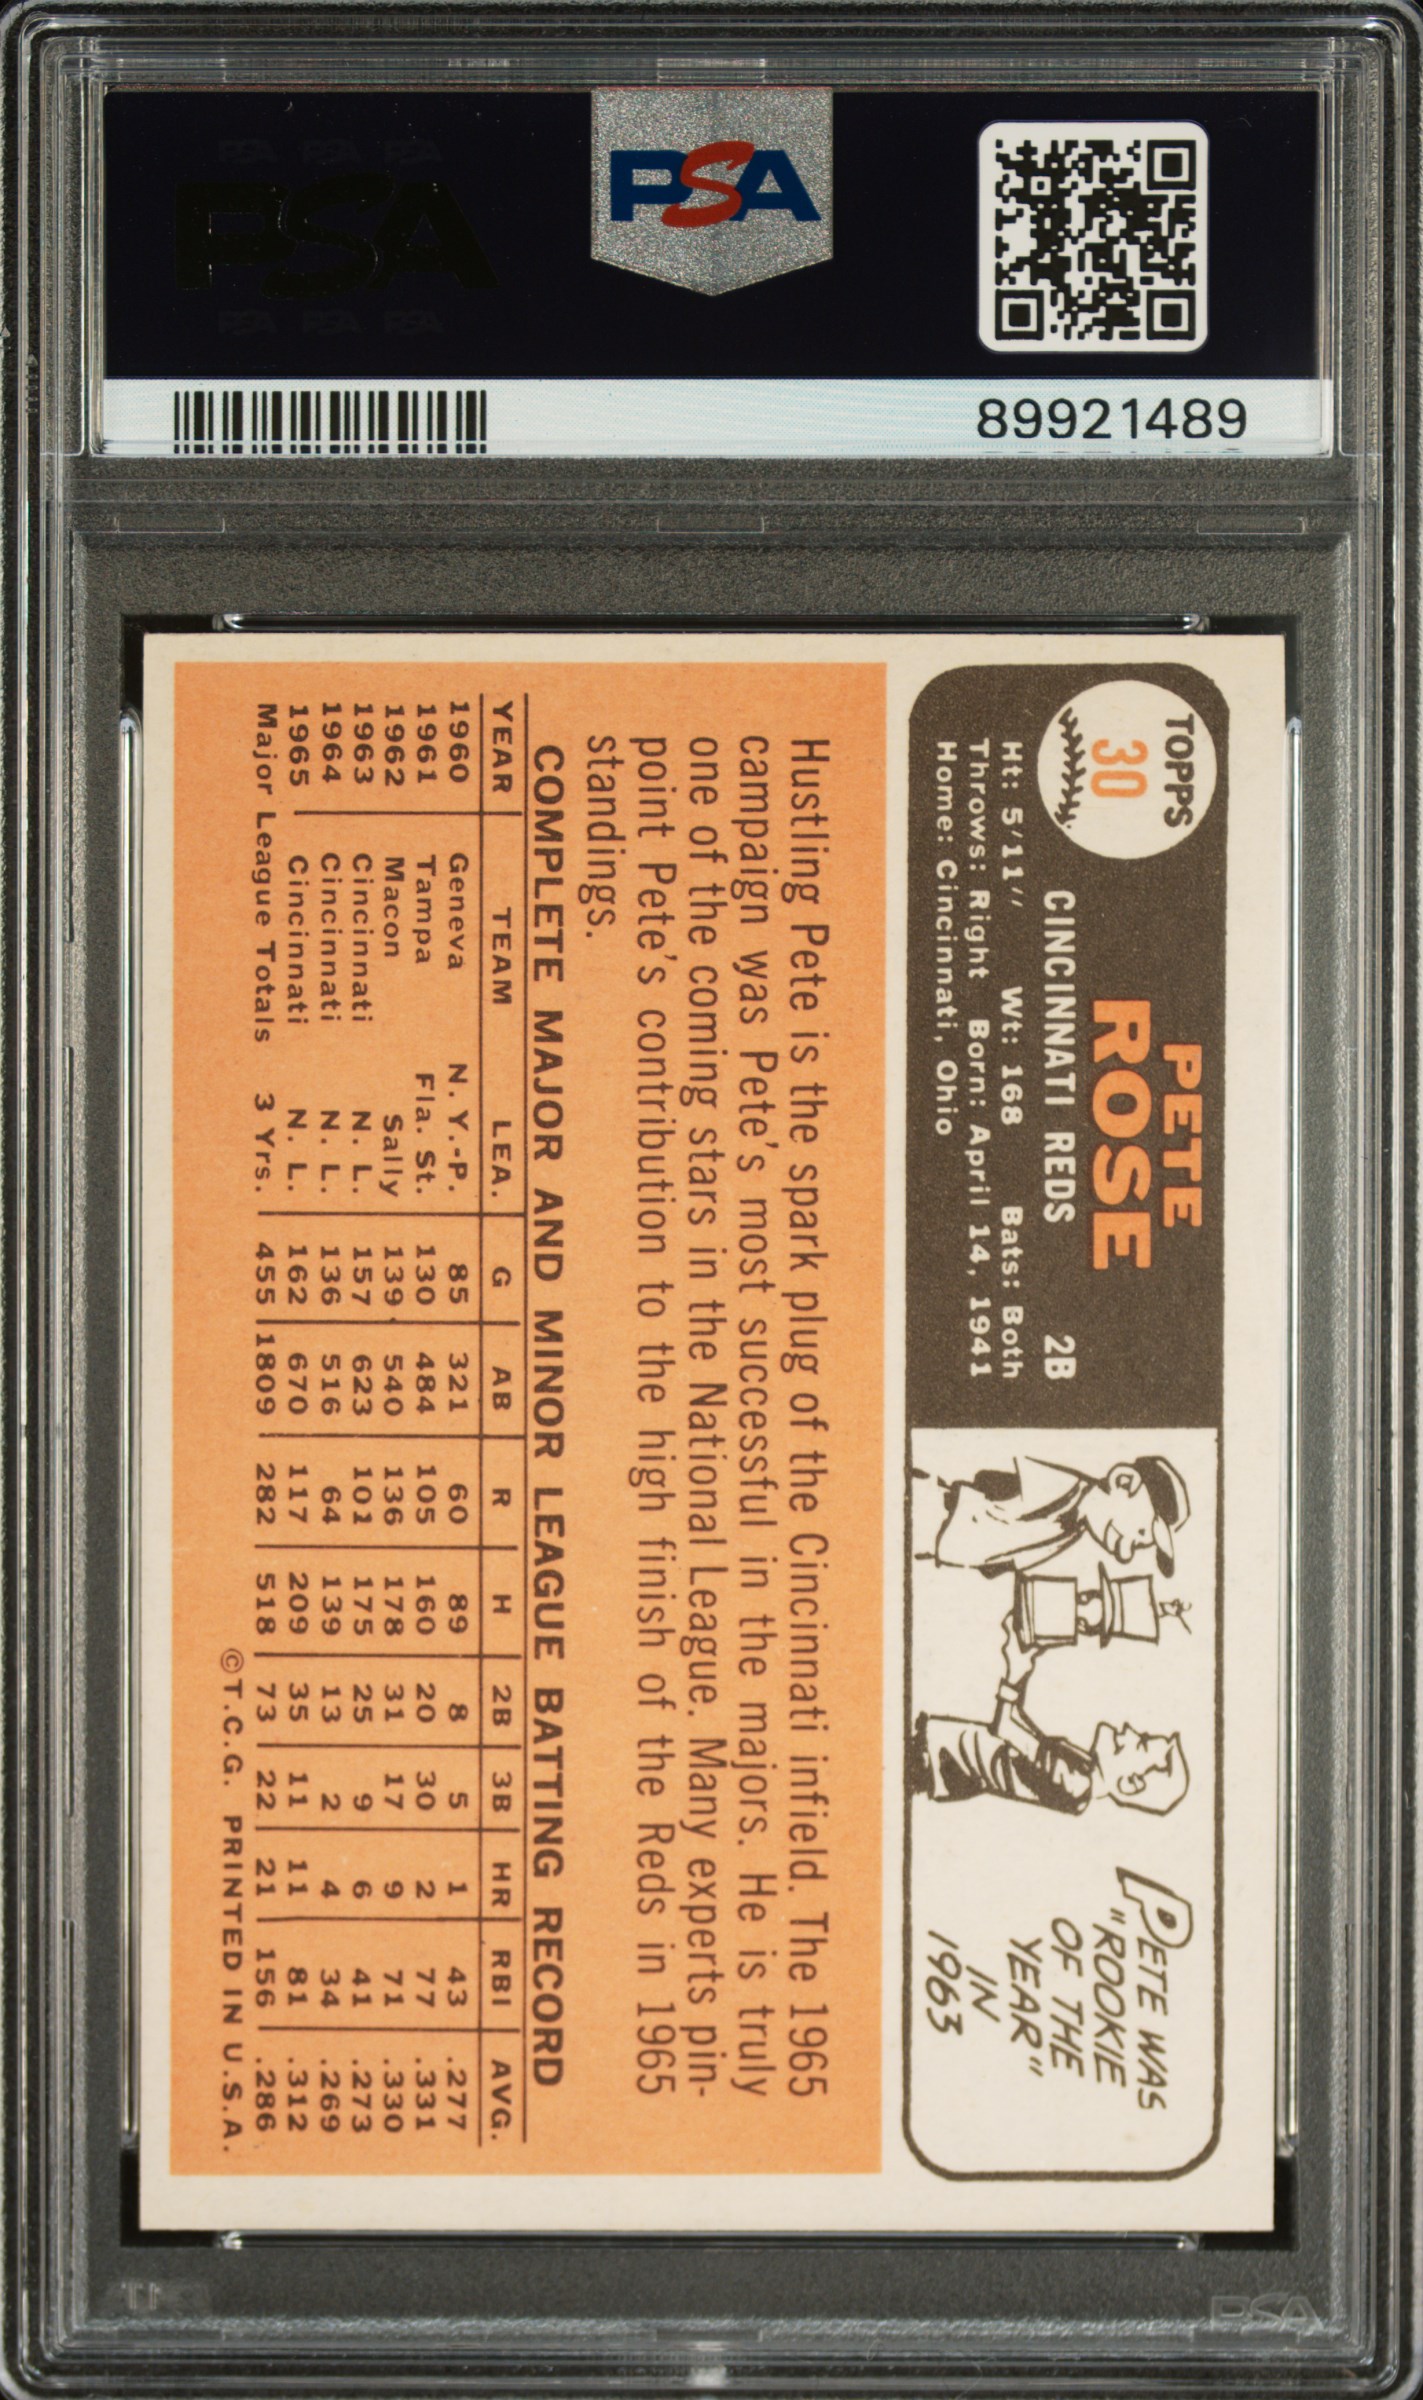 PSA PSA PSA
PSA
PSA PSA PSA
PSA
89921489
TOPPS
30
PETE
ROSE
CINCINNATI REDS 2B
Ht: 5'11" Wt: 168 Bats: Both
Throws: Right Born: April 14, 1941
Home: Cincinnati, Ohio
PETE WAS
"ROOKIE
OF THE
YEAR"
IN
1963
Hustling Pete is the spark plug of the Cincinnati infield. The 1965
campaign was Pete's most successful in the majors. He is truly
one of the coming stars in the National League. Many experts pin-
point Pete's contribution to the high finish of the Reds in 1965
standings.
COMPLETE MAJOR AND MINOR LEAGUE BATTING RECORD
YEAR TEAM LEA. G AB R H 2B 3B HR RBI AVG.
1960 Geneva N. Y.-P. 85 321 60 89 8 5 1 43 .277
1961 Tampa Fla. St. 130 484 105 160 20 30 2 77 .331
1962 Macon Sally 139 540 136 178 31 17 9 71 .330
1963 Cincinnati N. L. 157 623 101 175 25 9 6 41 .273
1964 Cincinnati N. L. 136 516 64 139 13 2 4 34 .269
1965 Cincinnati N. L. 162 670 117 209 35 11 11 81 .312
Major League Totals 3 Yrs. 455 1809 282 518 73 22 21 156 .286
©T.C.G. PRINTED IN U.S.A.
PSA